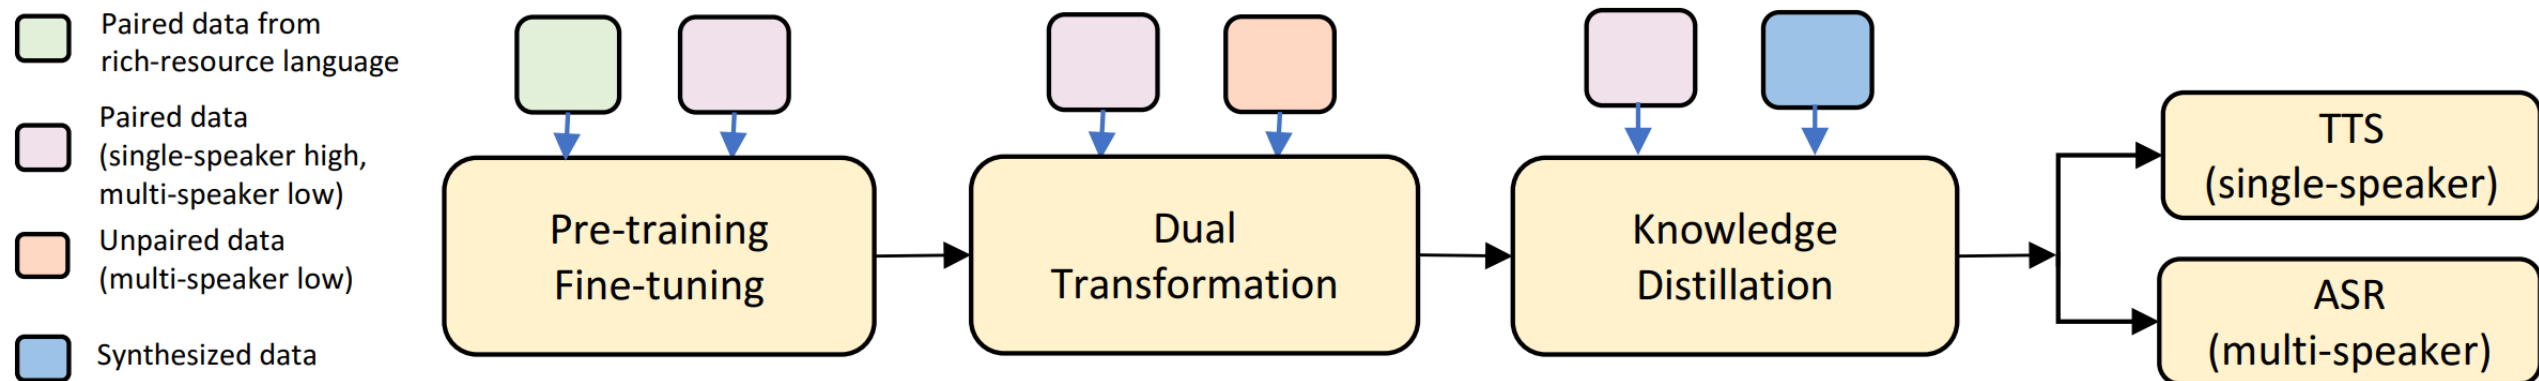 Paired data from
rich-resource language
Paired data
(single-speaker high,
multi-speaker low)
Unpaired data
(multi-speaker low)
Synthesized data
Pre-training
Fine-tuning
Dual
Transformation
Knowledge
Distillation
TTS
(single-speaker)
ASR
(multi-speaker)